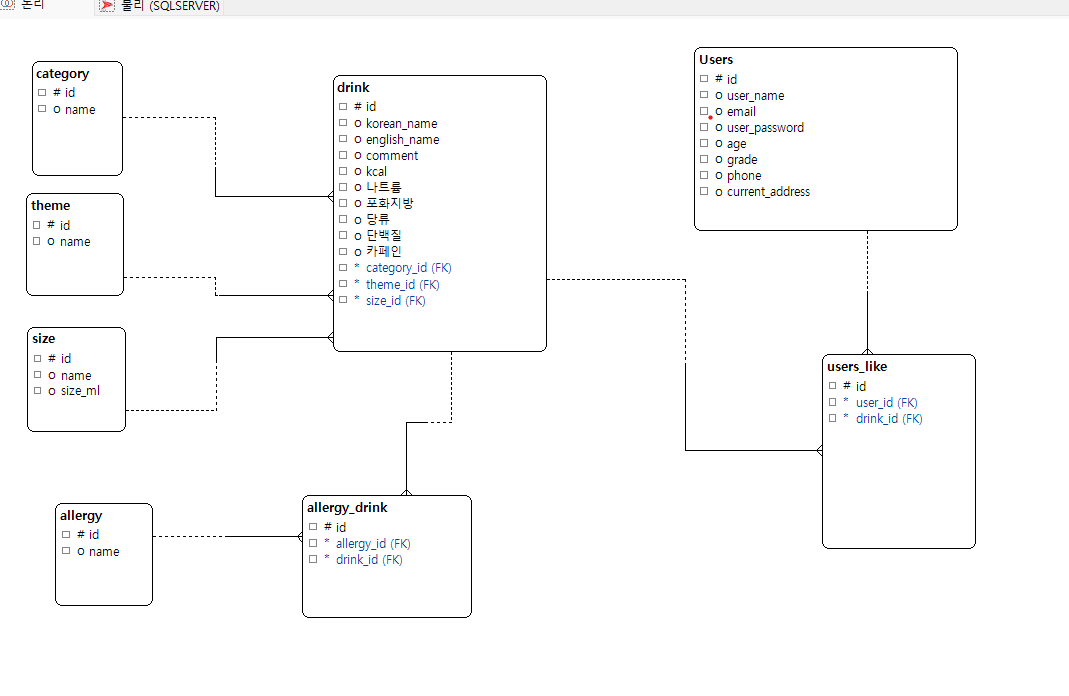 논리
물리 (SQLSERVER)
category
# id
o name
theme
# id
o name
size
# id
o name
o size_ml
allergy
# id
o name
drink
# id
o korean_name
o english_name
o comment
o kcal
o 나트륨
o 포화지방
o 당류
o 단백질
o 카페인
* category_id (FK)
* theme_id (FK)
* size_id (FK)
allergy_drink
# id
* allergy_id (FK)
* drink_id (FK)
Users
# id
o user_name
o email
o user_password
o age
o grade
o phone
o current_address
users_like
# id
* user_id (FK)
* drink_id (FK)